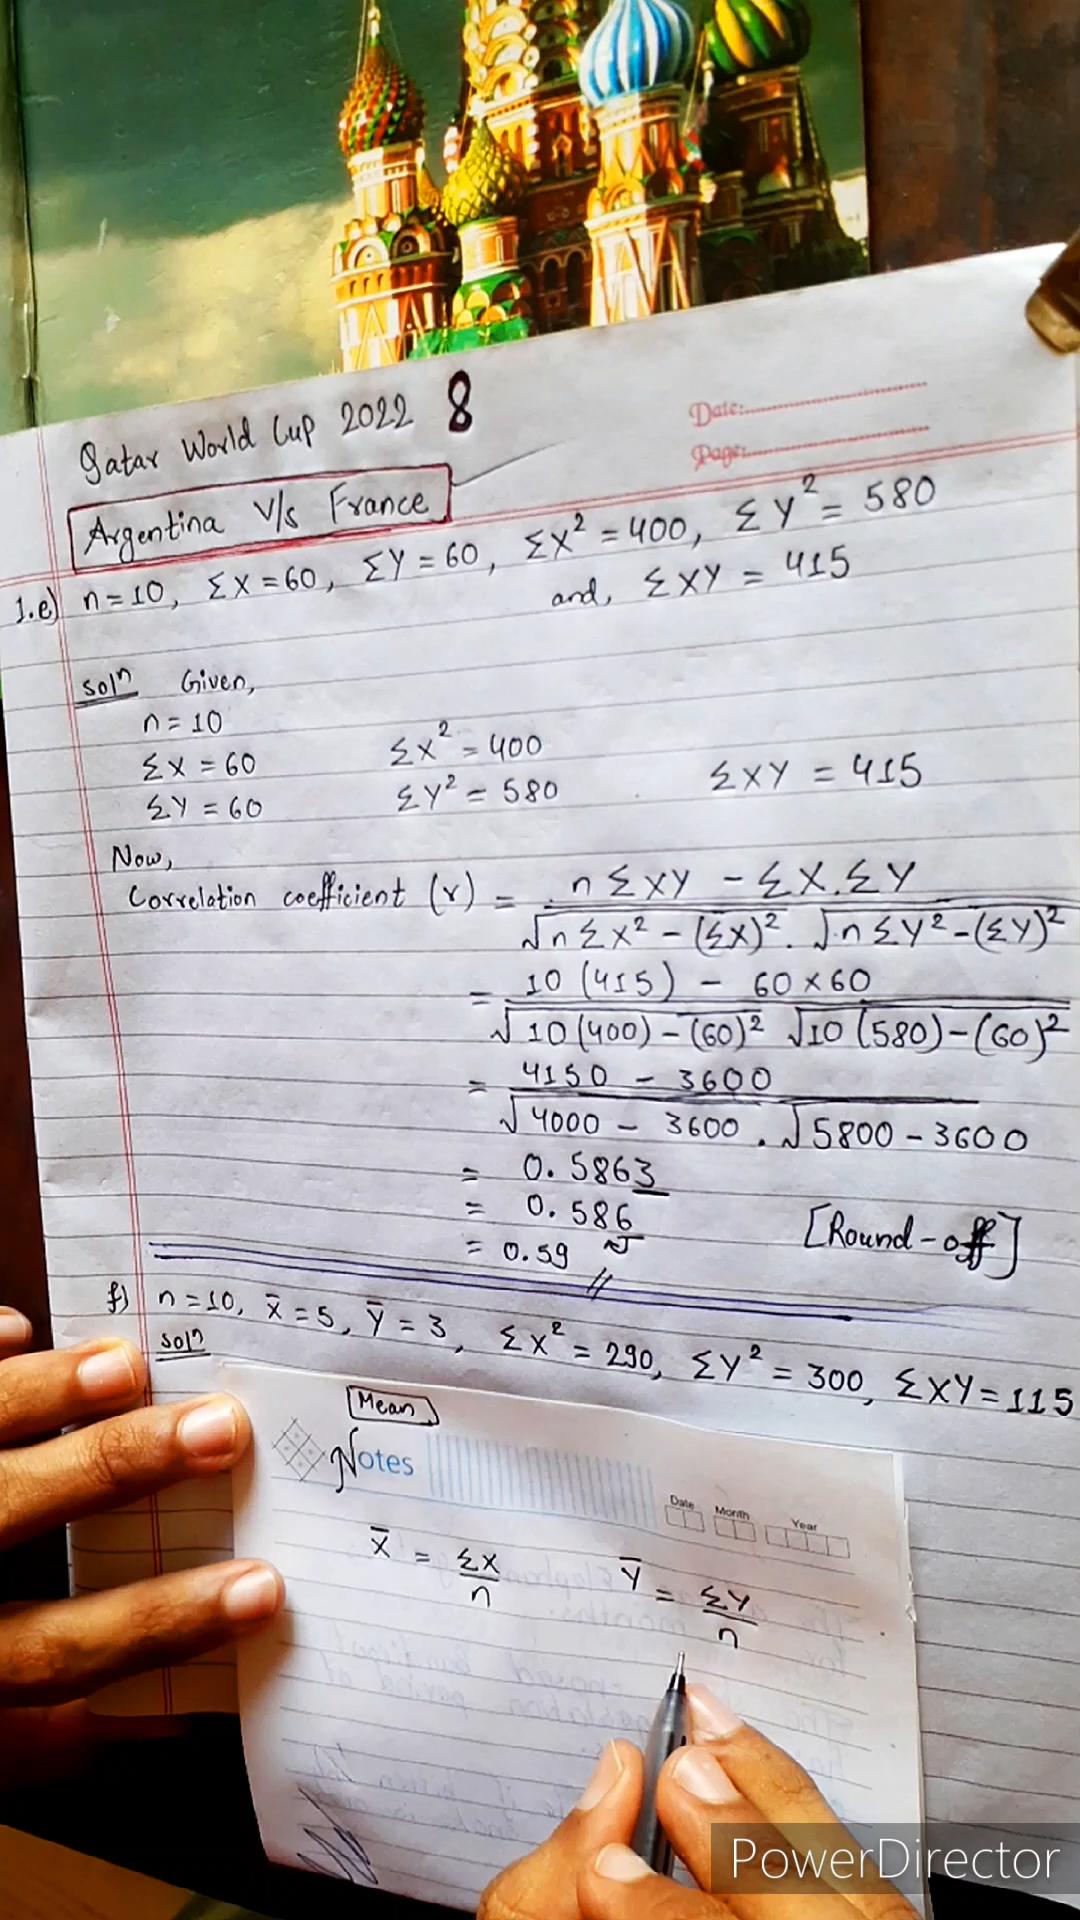 Qatar World Cup 2022 8
Date:
Page:
Argentina V/s France
1.e) n=10, ΣX=60, ΣY=60, ΣX²=400, ΣY²=580
and, ΣXY = 415
solⁿ Given,
n=10
ΣX = 60 ΣX² = 400 ΣXY = 415
ΣY = 60 ΣY² = 580
Now,
Correlation coefficient (r) = nΣXY - ΣX.ΣY
√nΣX² - (ΣX)². √nΣY² - (ΣY)²
= 10 (415) - 60×60
√10(400) - (60)² √10(580) - (60)²
= 4150 - 3600
√4000 - 3600 . √5800 - 3600
= 0.5863
= 0.586 [Round-off]
= 0.59
f) n=10, X̄=5, Ȳ=3, ΣX²=290, ΣY²=300, ΣXY=115
solⁿ
Mean
Notes
Date Month Year
X̄ = ΣX/n Ȳ = ΣY/n
PowerDirector